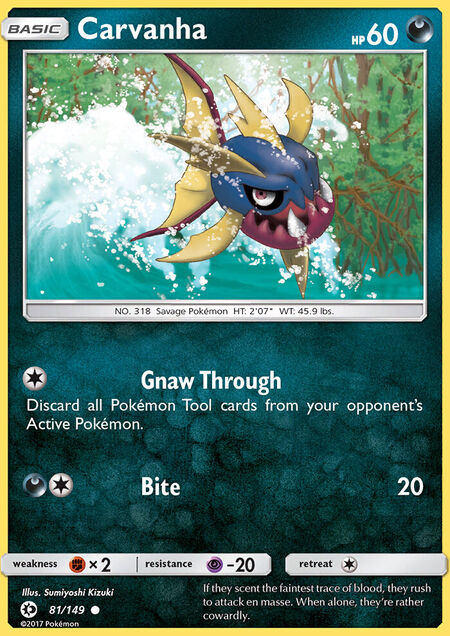 BASIC Carvanha HP60
NO. 318 Savage Pokémon HT: 2'07" WT: 45.9 lbs.
Gnaw Through
Discard all Pokémon Tool cards from your opponent's
Active Pokémon.
Bite 20
weakness ×2 resistance -20 retreat
Illus. Sumiyoshi Kizuki
81/149
©2017 Pokémon
If they scent the faintest trace of blood, they rush
to attack en masse. When alone, they're rather
cowardly.